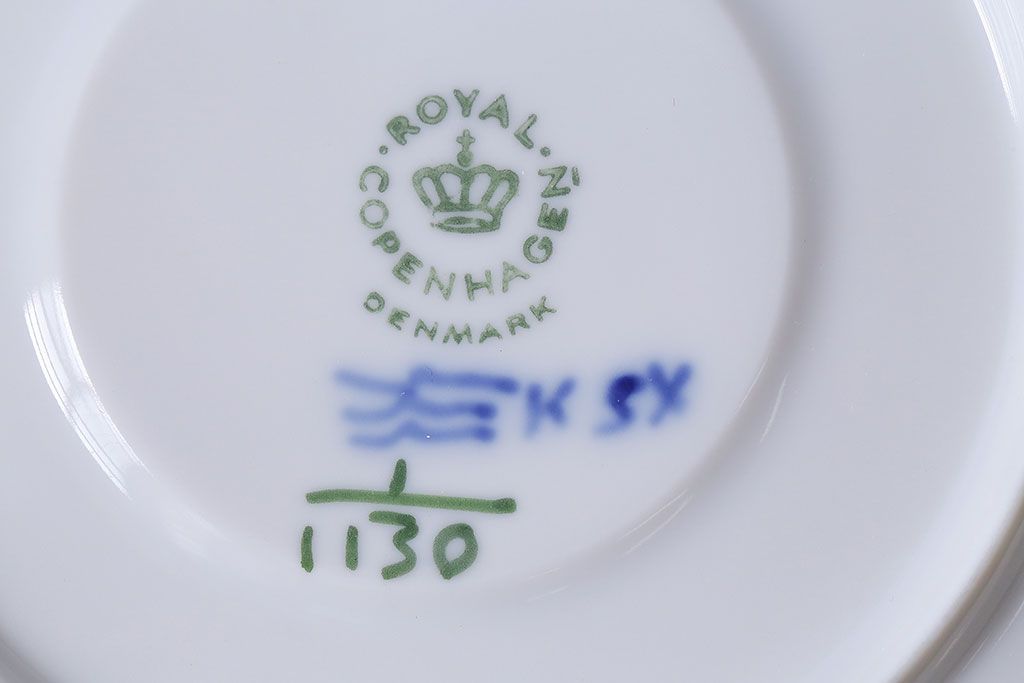 ROYAL
COPENHAGEN
DENMARK
K SX
1
1130